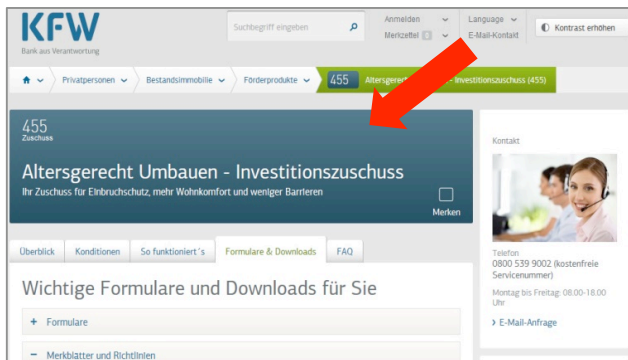 KFW
Bank aus Verantwortung
Suchbegriff eingeben
Anmelden
Merkzettel 0
Language
E-Mail-Kontakt
Kontrast erhöhen
Privatpersonen
Bestandsimmobilie
Förderprodukte
455 Altersgerecht - Investitionszuschuss (455)
455
Zuschuss
Altersgerecht Umbauen - Investitionszuschuss
Ihr Zuschuss für Einbruchschutz, mehr Wohnkomfort und weniger Barrieren
Merken
Kontakt
Telefon
0800 539 9002 (kostenfreie
Servicenummer)
Montag bis Freitag: 08.00-18.00
Uhr
E-Mail-Anfrage
Überblick
Konditionen
So funktioniert´s
Formulare & Downloads
FAQ
Wichtige Formulare und Downloads für Sie
+ Formulare
− Merkblätter und Richtlinien